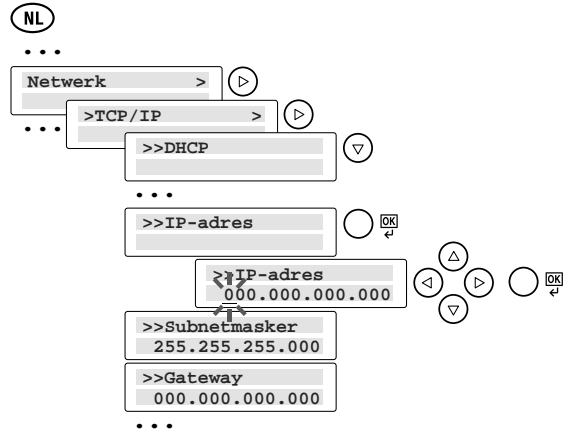 NL
...
Netwerk >
... >TCP/IP >
>>DHCP
...
>>IP-adres
OK
>>IP-adres
000.000.000.000
OK
>>Subnetmasker
255.255.255.000
>>Gateway
000.000.000.000
...